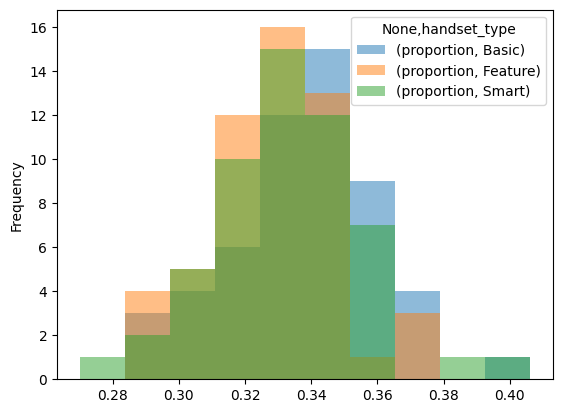 None,handset_type
(proportion, Basic)
(proportion, Feature)
(proportion, Smart)
Frequency
16
14
12
10
8
6
4
2
0
0.28 0.30 0.32 0.34 0.36 0.38 0.40